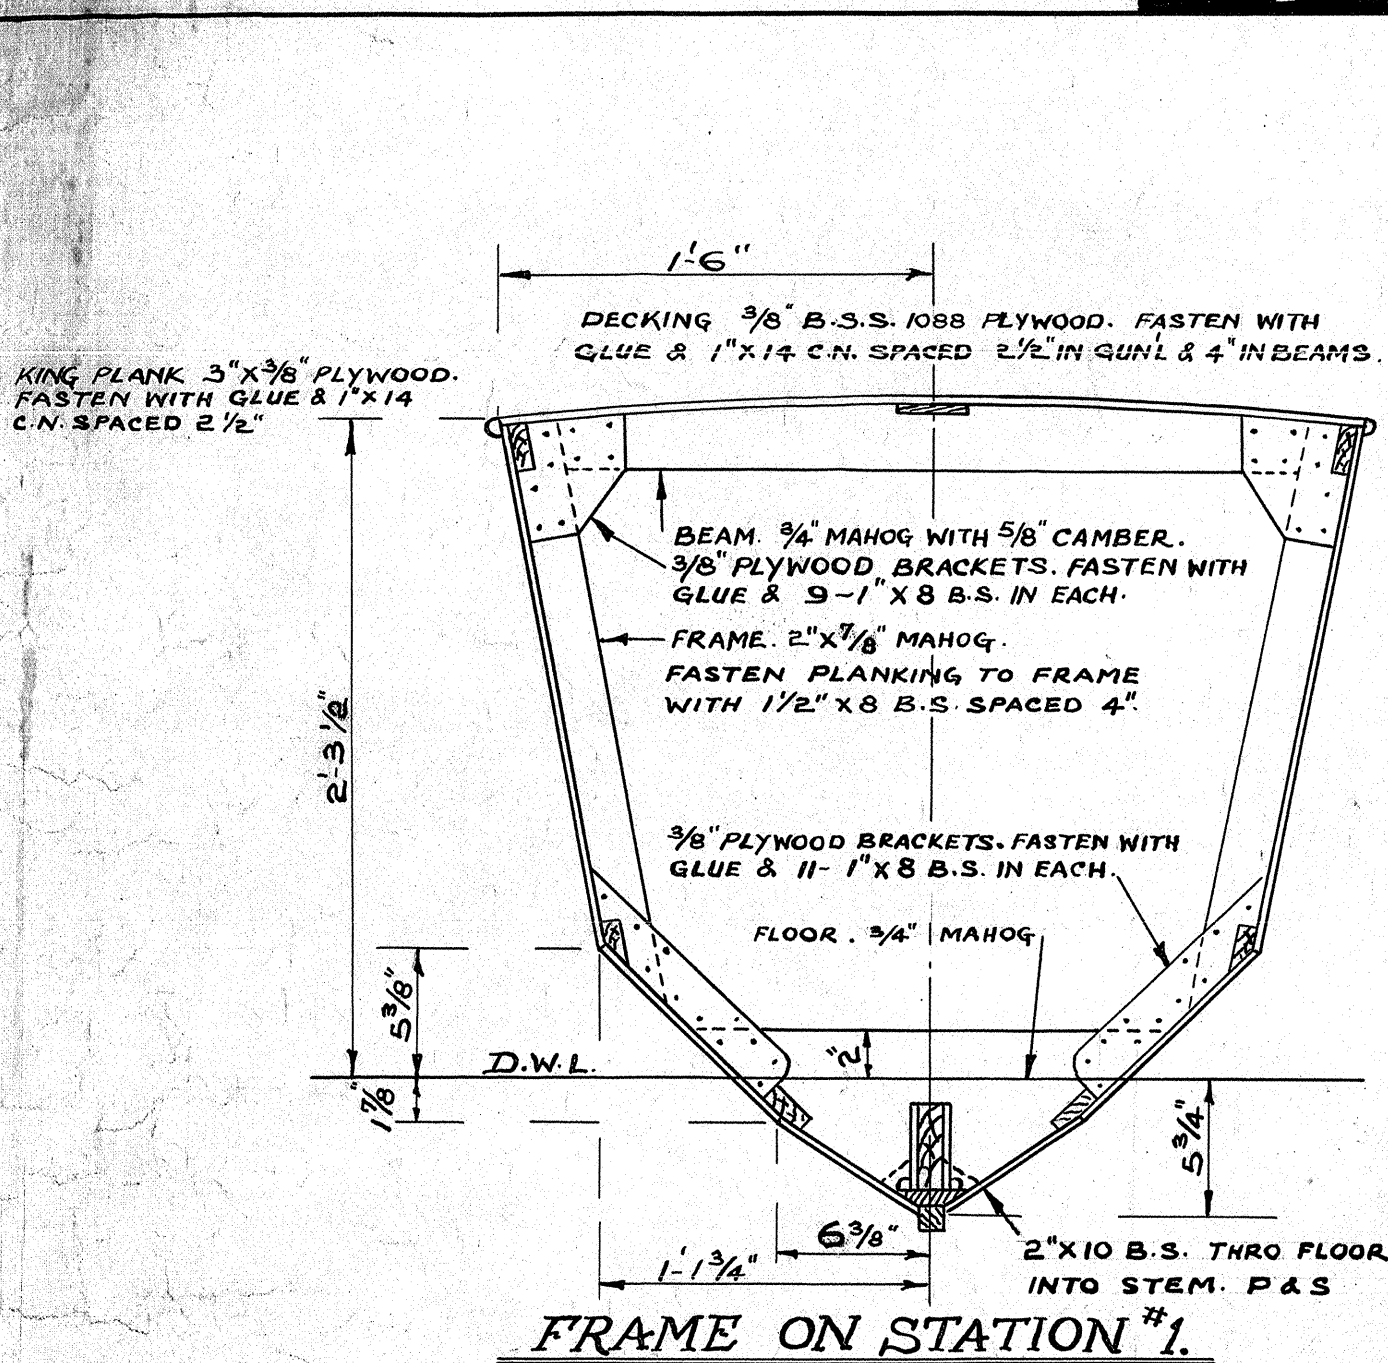 1'-6"
DECKING 3/8" B.S.S. 1088 PLYWOOD. FASTEN WITH
GLUE & 1"X14 C.N. SPACED 2 1/2" IN GUN'L & 4" IN BEAMS.
KING PLANK 3"X3/8" PLYWOOD.
FASTEN WITH GLUE & 1"X14
C.N. SPACED 2 1/2"
BEAM. 3/4" MAHOG WITH 5/8" CAMBER.
3/8" PLYWOOD BRACKETS. FASTEN WITH
GLUE & 9-1"X8 B.S. IN EACH.
FRAME. 2"X7/8" MAHOG.
FASTEN PLANKING TO FRAME
WITH 1 1/2"X8 B.S. SPACED 4".
2'-3 1/2"
3/8" PLYWOOD BRACKETS. FASTEN WITH
GLUE & 11- 1"X8 B.S. IN EACH.
FLOOR. 3/4" MAHOG
5 3/8"
2"
D.W.L.
1 7/8"
5 3/4"
6 3/8"
2"X10 B.S. THRO FLOOR
INTO STEM. P & S
1'-1 3/4"
FRAME ON STATION #1.